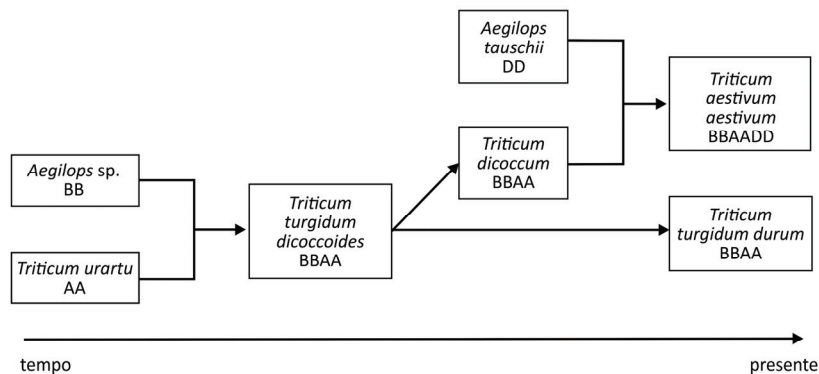 Aegilops sp.
BB
Triticum urartu
AA
Triticum
turgidum
dicoccoides
BBAA
Aegilops
tauschii
DD
Triticum
dicoccum
BBAA
Triticum
aestivum
aestivum
BBAADD
Triticum
turgidum durum
BBAA
tempo
presente